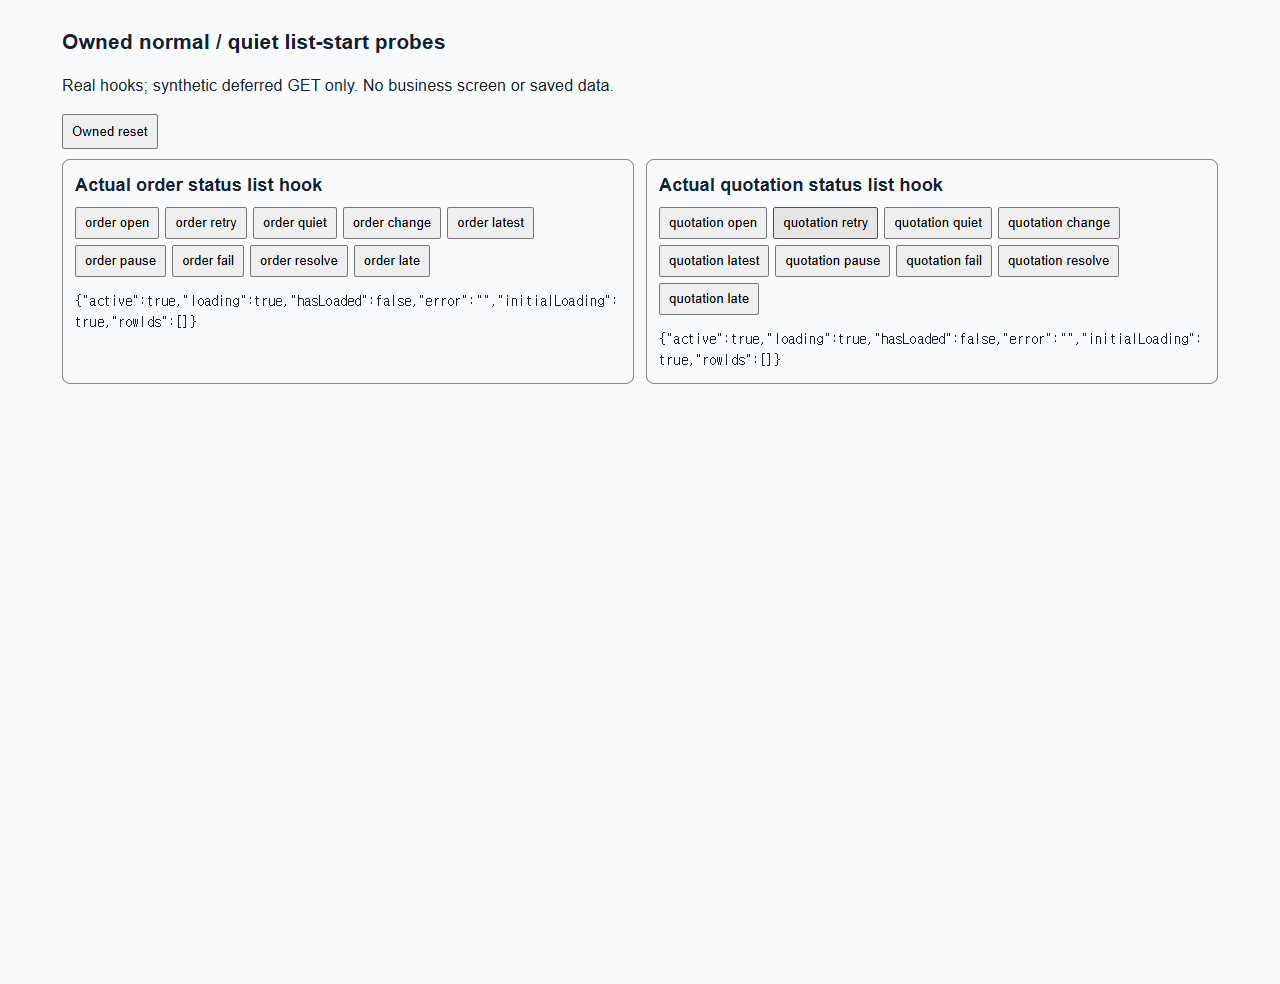 Owned normal / quiet list-start probes
Real hooks; synthetic deferred GET only. No business screen or saved data.
Owned reset
Actual order status list hook
order open order retry order quiet order change order latest
order pause order fail order resolve order late
{"active":true,"loading":true,"hasLoaded":false,"error":"","initialLoading":
true,"rowIds":[]}
Actual quotation status list hook
quotation open quotation retry quotation quiet quotation change
quotation latest quotation pause quotation fail quotation resolve
quotation late
{"active":true,"loading":true,"hasLoaded":false,"error":"","initialLoading":
true,"rowIds":[]}